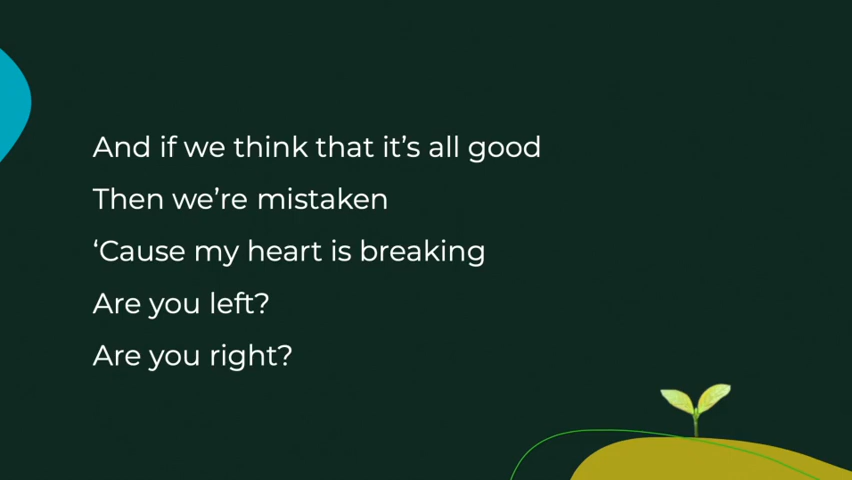 And if we think that it’s all good
Then we’re mistaken
‘Cause my heart is breaking
Are you left?
Are you right?